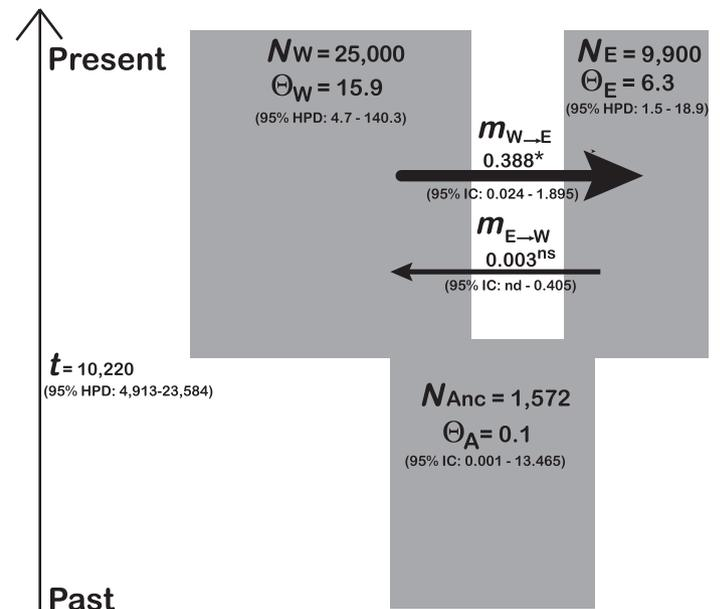 Present
NW = 25,000
ΘW = 15.9
(95% HPD: 4.7 - 140.3)
NE = 9,900
ΘE = 6.3
(95% HPD: 1.5 - 18.9)
mW→E
0.388*
(95% IC: 0.024 - 1.895)
mE→W
0.003ns
(95% IC: nd - 0.405)
t= 10,220
(95% HPD: 4,913-23,584)
NAnc = 1,572
ΘA= 0.1
(95% IC: 0.001 - 13.465)
Past